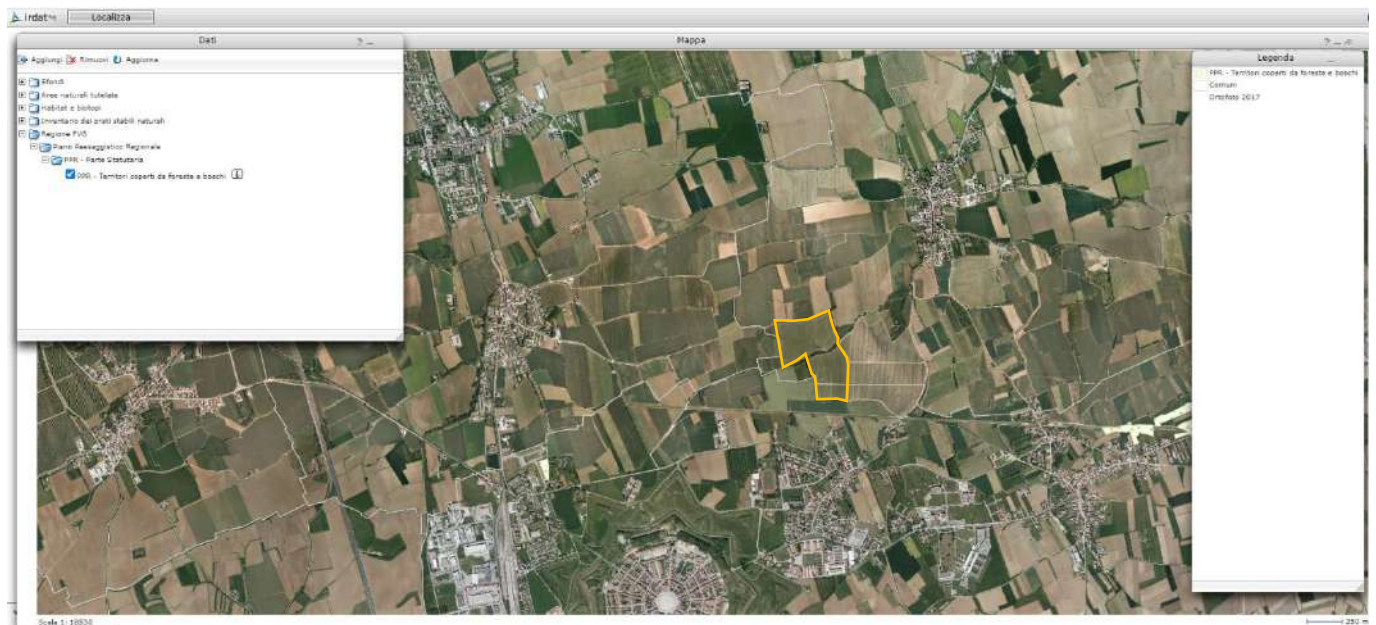 irdat fvg Localizza
Dati
Aggiungi Rimuovi Aggiorna
Sfondi
Aree naturali tutelate
Habitat e biotopi
Inventario dei prati stabili naturali
Regione FVG
Piano Paesaggistico Regionale
PPR - Parte Statutaria
PPR - Territori coperti da foreste e boschi
Mappa
Legenda
PPR - Territori coperti da foreste e boschi
Comuni
Ortofoto 2017
250 m